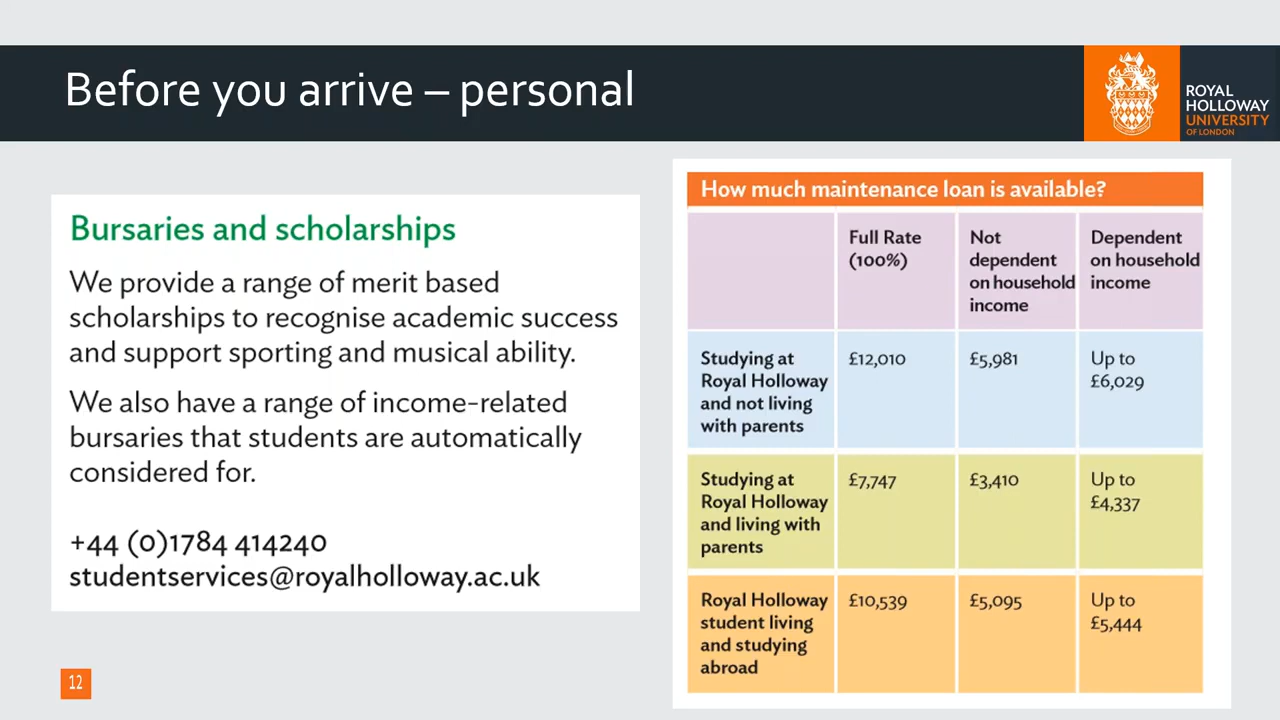 Before you arrive – personal
ROYAL
HOLLOWAY
UNIVERSITY
OF LONDON
Bursaries and scholarships
We provide a range of merit based
scholarships to recognise academic success
and support sporting and musical ability.
We also have a range of income-related
bursaries that students are automatically
considered for.
+44 (0)1784 414240
studentservices@royalholloway.ac.uk
How much maintenance loan is available?
Full Rate
(100%)
Not
dependent
on household
income
Dependent
on household
income
Studying at
Royal Holloway
and not living
with parents
£12,010
£5,981
Up to
£6,029
Studying at
Royal Holloway
and living with
parents
£7,747
£3,410
Up to
£4,337
Royal Holloway
student living
and studying
abroad
£10,539
£5,095
Up to
£5,444
12